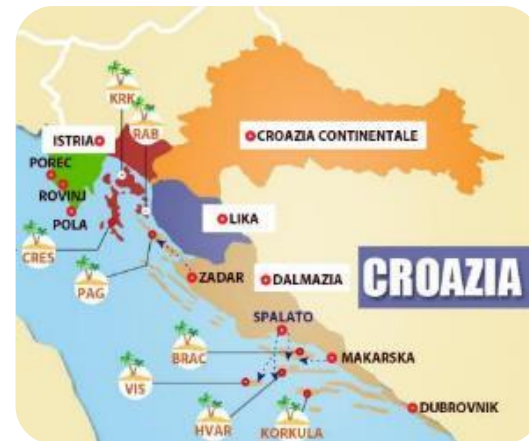 KRK
RAB
ISTRIA
CROAZIA CONTINENTALE
POREC
ROVINJ
POLA
LIKA
CRES
PAG
ZADAR
DALMAZIA
CROAZIA
SPALATO
BRAC
MAKARSKA
VIS
HVAR
KORKULA
DUBROVNIK